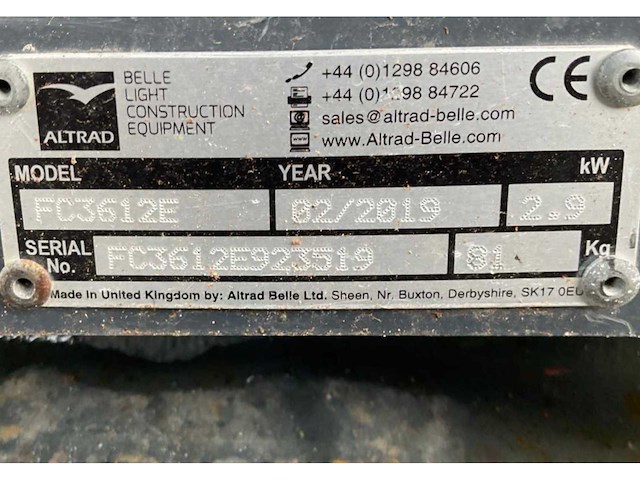 ALTRAD
BELLE
LIGHT
CONSTRUCTION
EQUIPMENT
+44 (0)1298 84606
+44 (0)1298 84722
sales@altrad-belle.com
www.Altrad-Belle.com
CE
MODEL YEAR kW
FC3612E 02/2019 2.9
SERIAL No. FC3612E923519 81 Kg
Made in United Kingdom by: Altrad Belle Ltd. Sheen, Nr. Buxton, Derbyshire, SK17 0EU